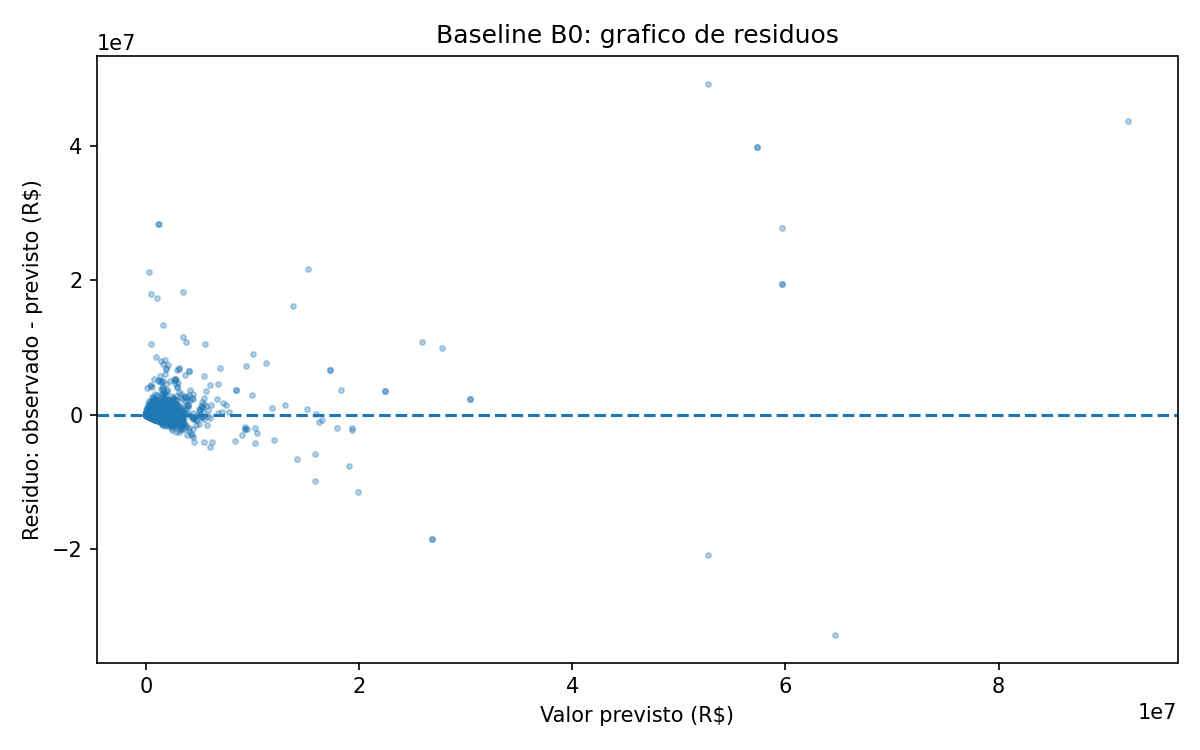 Baseline B0: grafico de residuos
1e7
Residuo: observado - previsto (R$)
4
2
0
−2
0 2 4 6 8
1e7
Valor previsto (R$)